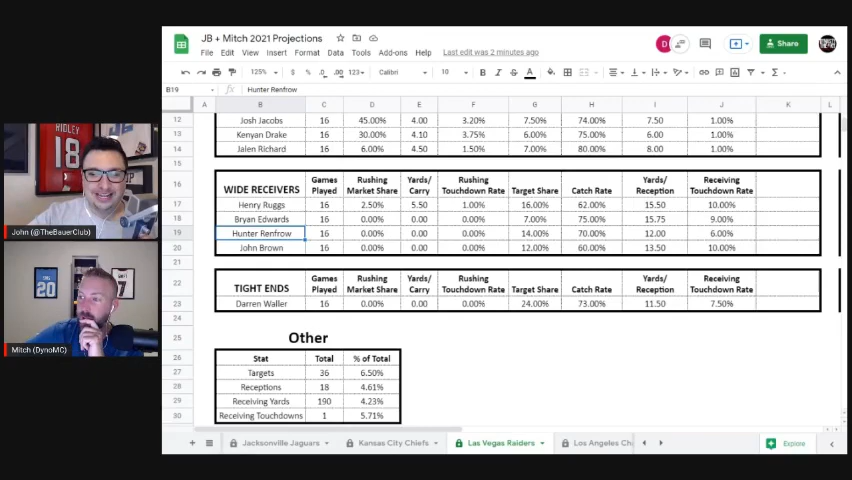 JB + Mitch 2021 Projections
File Edit View Insert Format Data Tools Add-ons Help Last edit was 2 minutes ago
Share
125% $ % .0 .00 123 Calibri 10 B I S A
B19 fx Hunter Renfrow
A B C D E F G H I J K L
12 Josh Jacobs 16 45.00% 4.00 3.20% 7.50% 74.00% 7.50 1.00%
13 Kenyan Drake 16 30.00% 4.10 3.75% 6.00% 75.00% 6.00 1.00%
14 Jalen Richard 16 6.00% 4.50 1.50% 7.00% 80.00% 8.00 1.00%
15
16 WIDE RECEIVERS Games Played Rushing Market Share Yards/ Carry Rushing Touchdown Rate Target Share Catch Rate Yards/ Reception Receiving Touchdown Rate
17 Henry Ruggs 16 2.50% 5.50 1.00% 16.00% 62.00% 15.50 10.00%
18 Bryan Edwards 16 0.00% 0.00 0.00% 7.00% 75.00% 15.75 9.00%
19 Hunter Renfrow 16 0.00% 0.00 0.00% 14.00% 70.00% 12.00 6.00%
20 John Brown 16 0.00% 0.00 0.00% 12.00% 60.00% 13.50 10.00%
21
22 TIGHT ENDS Games Played Rushing Market Share Yards/ Carry Rushing Touchdown Rate Target Share Catch Rate Yards/ Reception Receiving Touchdown Rate
23 Darren Waller 16 0.00% 0.00 0.00% 24.00% 73.00% 11.50 7.50%
24
25 Other
26 Stat Total % of Total
27 Targets 36 6.50%
28 Receptions 18 4.61%
29 Receiving Yards 190 4.23%
30 Receiving Touchdowns 1 5.71%
Jacksonville Jaguars Kansas City Chiefs Las Vegas Raiders Los Angeles Ch Explore
RIDLEY
18
John (@TheBauerClub)
20
7
Mitch (DynoMC)